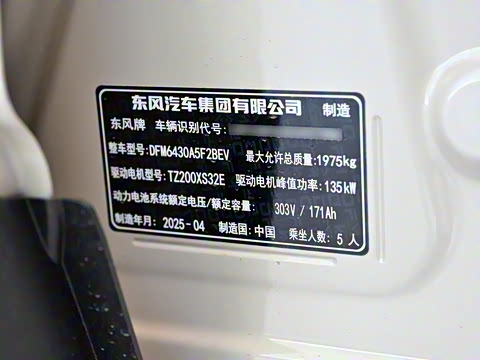 东风汽车集团有限公司 制造
东风牌 车辆识别代号:
整车型号:DFM6430A5F2BEV 最大允许总质量:1975kg
驱动电机型号:TZ200XS32E 驱动电机峰值功率:135kW
动力电池系统额定电压/额定容量: 303V / 171Ah
制造年月: 2025-04 制造国:中国 乘坐人数: 5 人